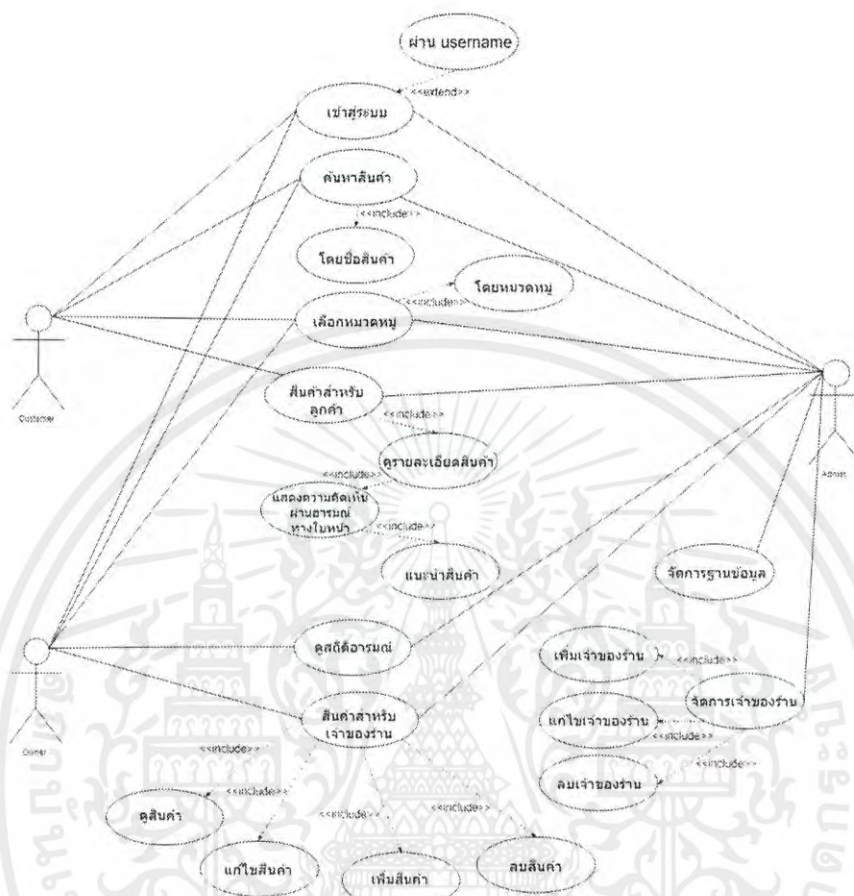 ผ่าน username
<<extend>>
เข้าสู่ระบบ
ค้นหาสินค้า
<<include>>
โดยชื่อสินค้า
โดยหมวดหมู่
<<include>>
เลือกหมวดหมู่
Customer
สินค้าสำหรับ
ลูกค้า
<<include>>
ดูรายละเอียดสินค้า
<<include>>
แสดงความคิดเห็น
ผ่านอารมณ์
ทางใบหน้า
<<include>>
แนะนำสินค้า
Admin
จัดการฐานข้อมูล
ดูสถิติอารมณ์
เพิ่มเจ้าของร้าน
<<include>>
จัดการเจ้าของร้าน
แก้ไขเจ้าของร้าน
<<include>>
<<include>>
ลบเจ้าของร้าน
สินค้าสำหรับ
เจ้าของร้าน
Owner
<<include>>
<<include>>
<<include>>
<<include>>
ดูสินค้า
แก้ไขสินค้า
เพิ่มสินค้า
ลบสินค้า